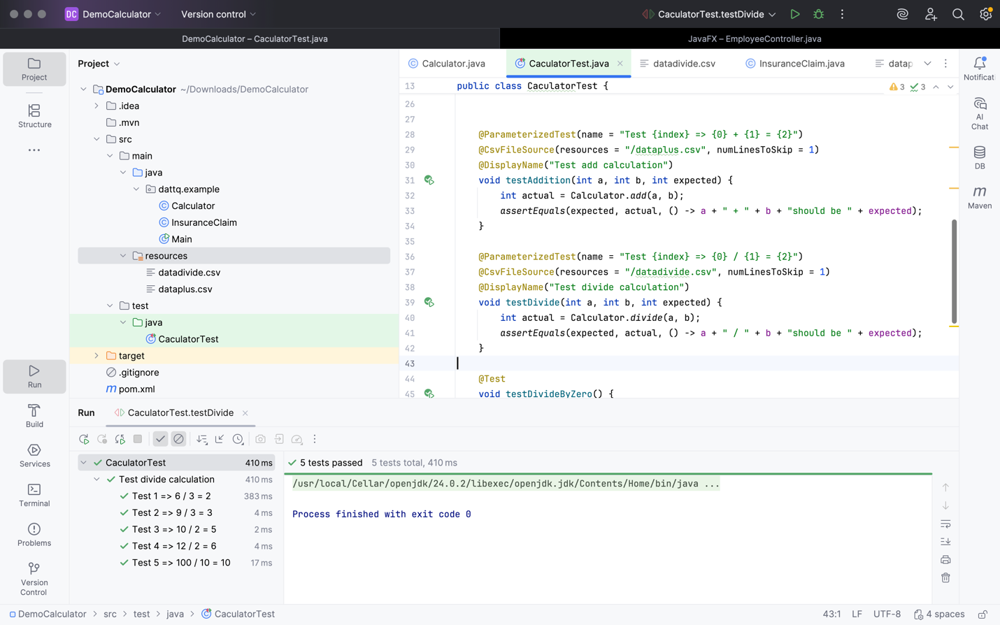 DC DemoCalculator
Version control
CaculatorTest.testDivide
DemoCalculator – CaculatorTest.java
JavaFX – EmployeeController.java
Project
Structure
Project
DemoCalculator ~/Downloads/DemoCalculator
.idea
.mvn
src
main
java
dattq.example
Calculator
InsuranceClaim
Main
resources
datadivide.csv
dataplus.csv
test
java
CaculatorTest
target
.gitignore
m pom.xml
Calculator.java
CaculatorTest.java
datadivide.csv
InsuranceClaim.java
datap
13 public class CaculatorTest {
3 3
26
27
28 @ParameterizedTest(name = "Test {index} => {0} + {1} = {2}")
29 @CsvFileSource(resources = "/dataplus.csv", numLinesToSkip = 1)
30 @DisplayName("Test add calculation")
31 void testAddition(int a, int b, int expected) {
32 int actual = Calculator.add(a, b);
33 assertEquals(expected, actual, () -> a + " + " + b + "should be " + expected);
34 }
35
36 @ParameterizedTest(name = "Test {index} => {0} / {1} = {2}")
37 @CsvFileSource(resources = "/datadivide.csv", numLinesToSkip = 1)
38 @DisplayName("Test divide calculation")
39 void testDivide(int a, int b, int expected) {
40 int actual = Calculator.divide(a, b);
41 assertEquals(expected, actual, () -> a + " / " + b + "should be " + expected);
42 }
43
44 @Test
45 void testDivideByZero() {
Notificat
AI
Chat
DB
m
Maven
Run
Build
Services
Terminal
Problems
Version
Control
Run
CaculatorTest.testDivide
CaculatorTest 410 ms
Test divide calculation 410 ms
Test 1 => 6 / 3 = 2 383 ms
Test 2 => 9 / 3 = 3 4 ms
Test 3 => 10 / 2 = 5 2 ms
Test 4 => 12 / 2 = 6 4 ms
Test 5 => 100 / 10 = 10 17 ms
5 tests passed 5 tests total, 410 ms
/usr/local/Cellar/openjdk/24.0.2/libexec/openjdk.jdk/Contents/Home/bin/java ...
Process finished with exit code 0
DemoCalculator > src > test > java > CaculatorTest
43:1 LF UTF-8 4 spaces